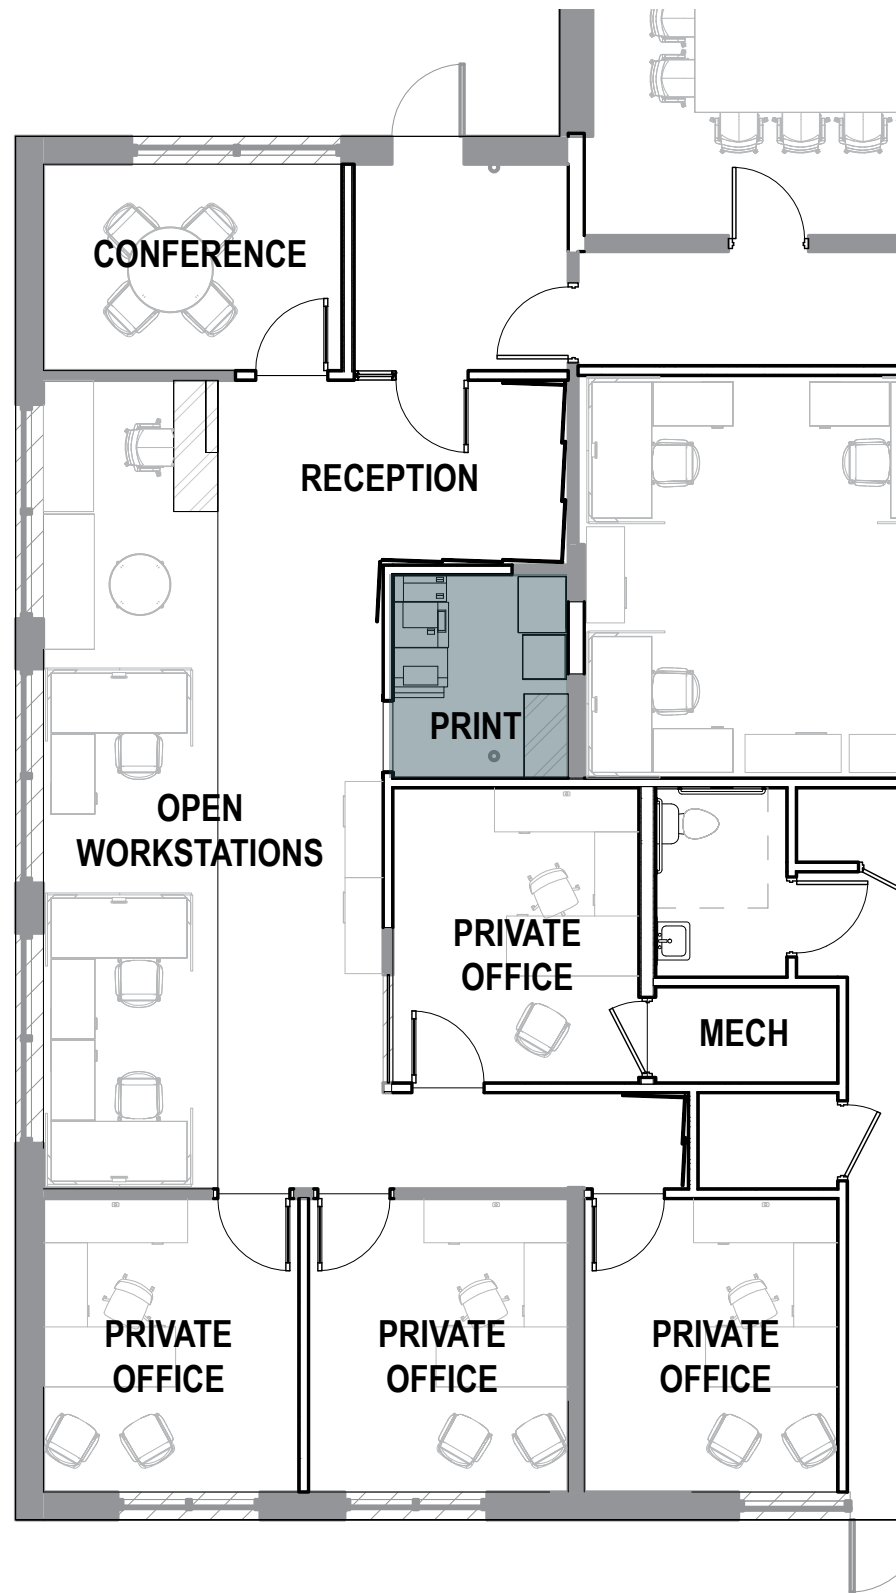 CONFERENCE
RECEPTION
PRINT
OPEN
WORKSTATIONS
PRIVATE
OFFICE
MECH
PRIVATE
OFFICE
PRIVATE
OFFICE
PRIVATE
OFFICE